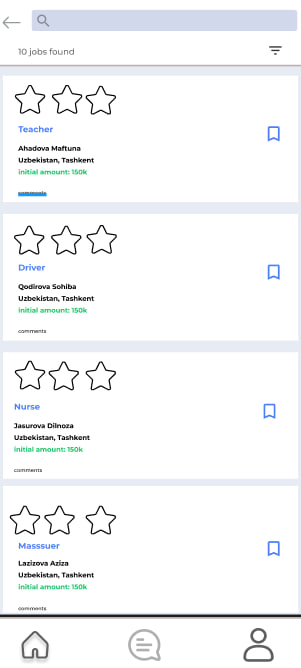 10 jobs found
Teacher
Ahadova Maftuna
Uzbekistan, Tashkent
initial amount: 150k
comments
Driver
Qodirova Sohiba
Uzbekistan, Tashkent
initial amount: 150k
comments
Nurse
Jasurova Dilnoza
Uzbekistan, Tashkent
initial amount: 150k
comments
Masssuer
Lazizova Aziza
Uzbekistan, Tashkent
initial amount: 150k
comments